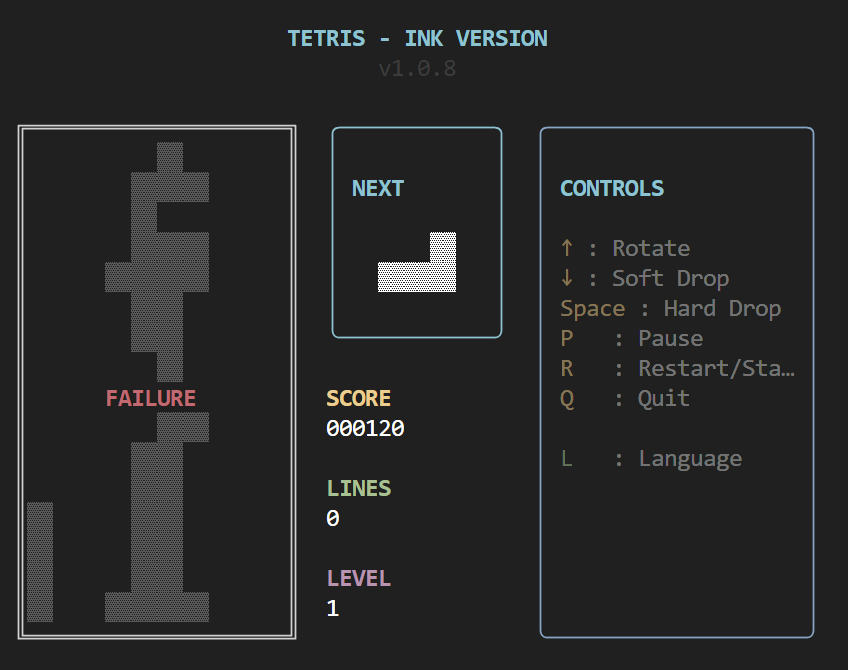 TETRIS - INK VERSION
v1.0.8
FAILURE
NEXT
SCORE
000120
LINES
0
LEVEL
1
CONTROLS
↑ : Rotate
↓ : Soft Drop
Space : Hard Drop
P : Pause
R : Restart/Sta…
Q : Quit
L : Language